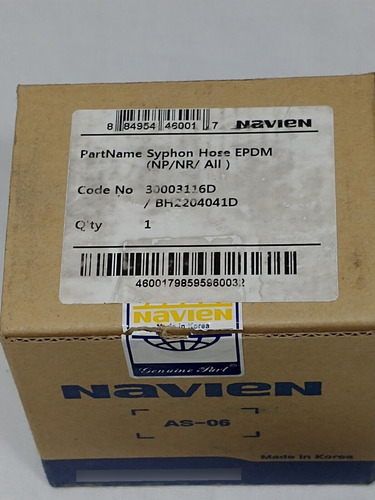 8 84954 46001 7 NAVIEN
PartName Syphon Hose EPDM
(NP/NR/ All )
Code No 30003116D
/ BH2204041D
Q'ty 1
46001798595960032
NAVIEN
Made in Korea
Genuine Part
NAVIEN
AS-06
Made in Korea